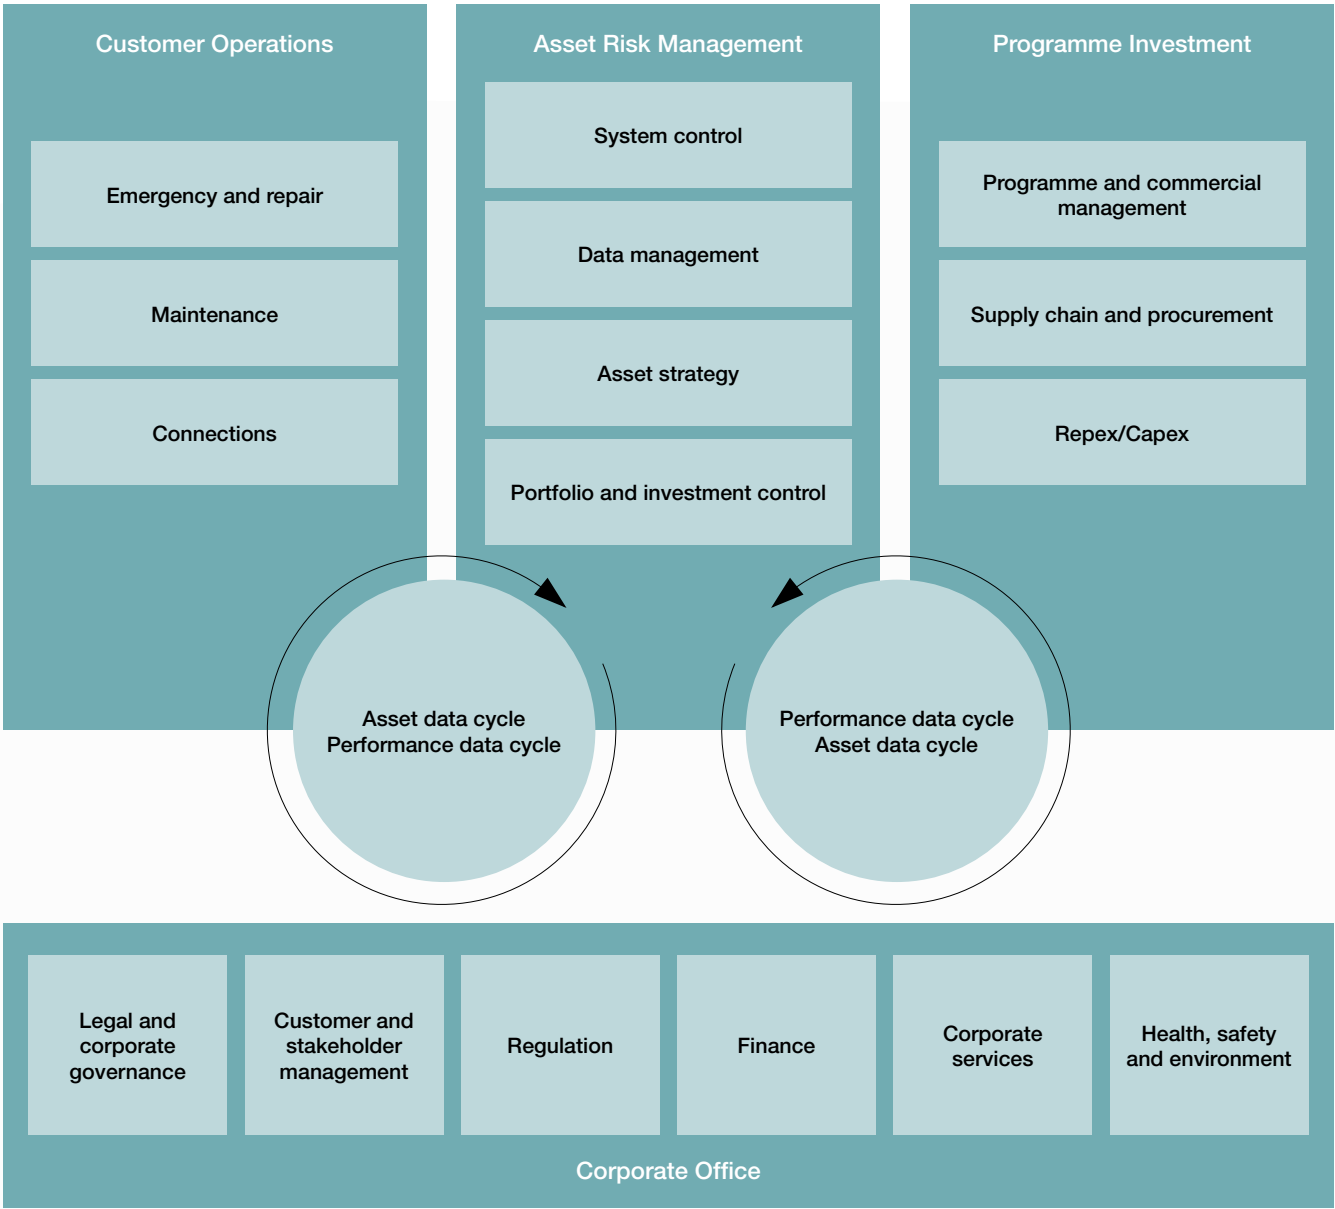 Customer Operations
Emergency and repair
Maintenance
Connections
Asset Risk Management
System control
Data management
Asset strategy
Portfolio and investment control
Programme Investment
Programme and commercial
management
Supply chain and procurement
Repex/Capex
Asset data cycle
Performance data cycle
Performance data cycle
Asset data cycle
Legal and
corporate
governance
Customer and
stakeholder
management
Regulation
Finance
Corporate
services
Health, safety
and environment
Corporate Office